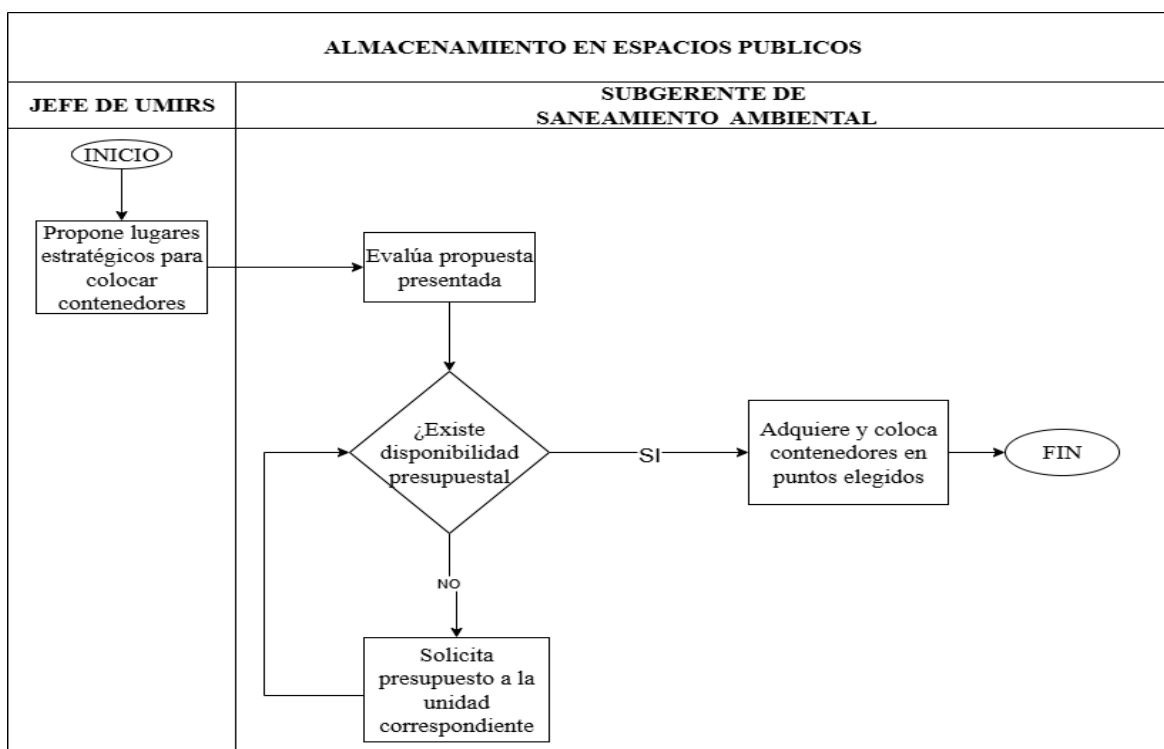 ALMACENAMIENTO EN ESPACIOS PUBLICOS
JEFE DE UMIRS
SUBGERENTE DE
SANEAMIENTO AMBIENTAL
INICIO
Propone lugares
estratégicos para
colocar
contenedores
Evalúa propuesta
presentada
¿Existe
disponibilidad
presupuestal
SI
Adquiere y coloca
contenedores en
puntos elegidos
FIN
NO
Solicita
presupuesto a la
unidad
correspondiente